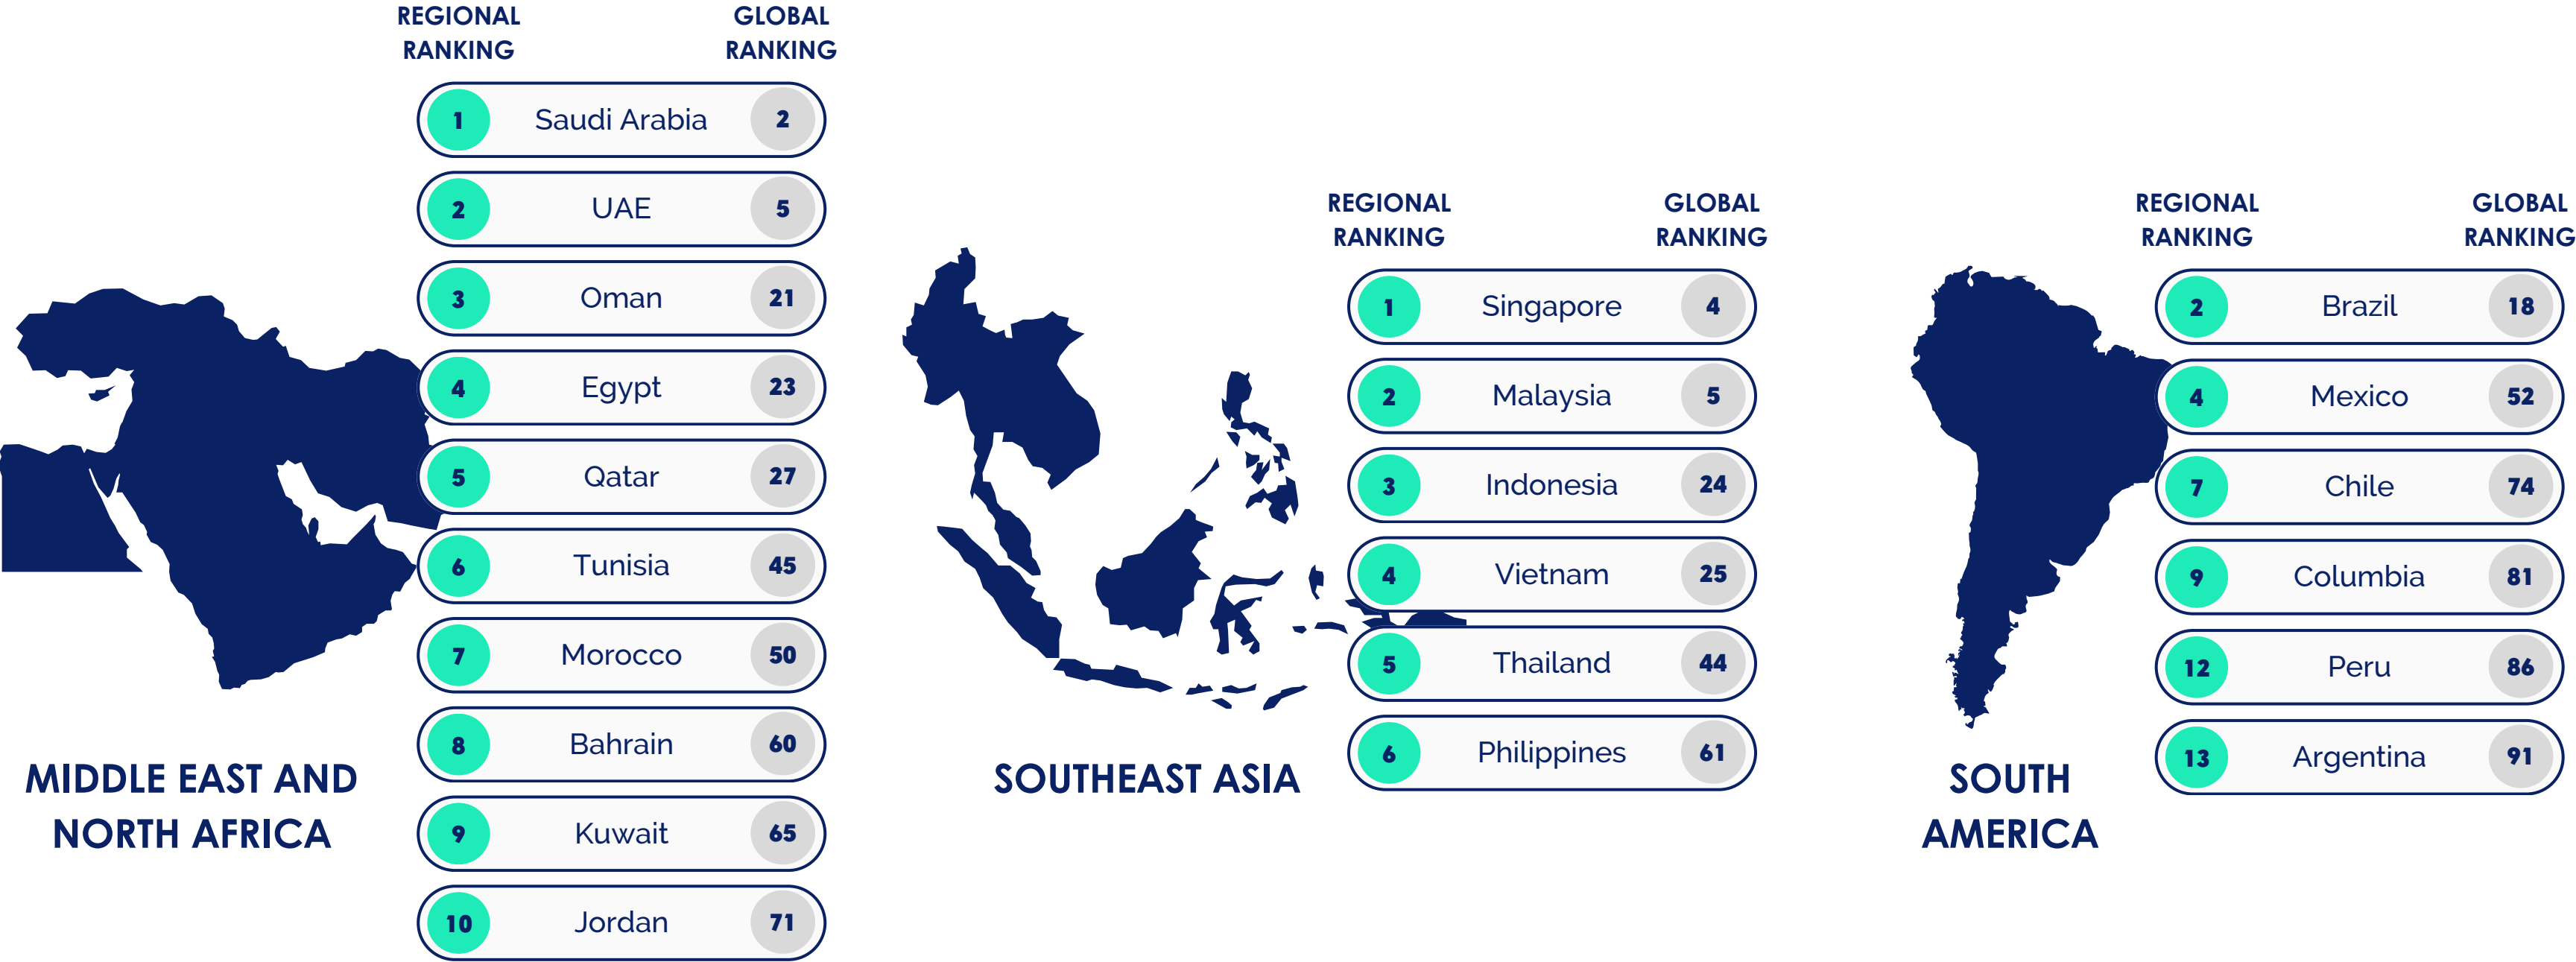 REGIONAL
RANKING
GLOBAL
RANKING
1 Saudi Arabia 2
2 UAE 5
3 Oman 21
4 Egypt 23
5 Qatar 27
6 Tunisia 45
7 Morocco 50
8 Bahrain 60
9 Kuwait 65
10 Jordan 71
MIDDLE EAST AND
NORTH AFRICA
REGIONAL
RANKING
GLOBAL
RANKING
1 Singapore 4
2 Malaysia 5
3 Indonesia 24
4 Vietnam 25
5 Thailand 44
6 Philippines 61
SOUTHEAST ASIA
REGIONAL
RANKING
GLOBAL
RANKING
2 Brazil 18
4 Mexico 52
7 Chile 74
9 Columbia 81
12 Peru 86
13 Argentina 91
SOUTH
AMERICA